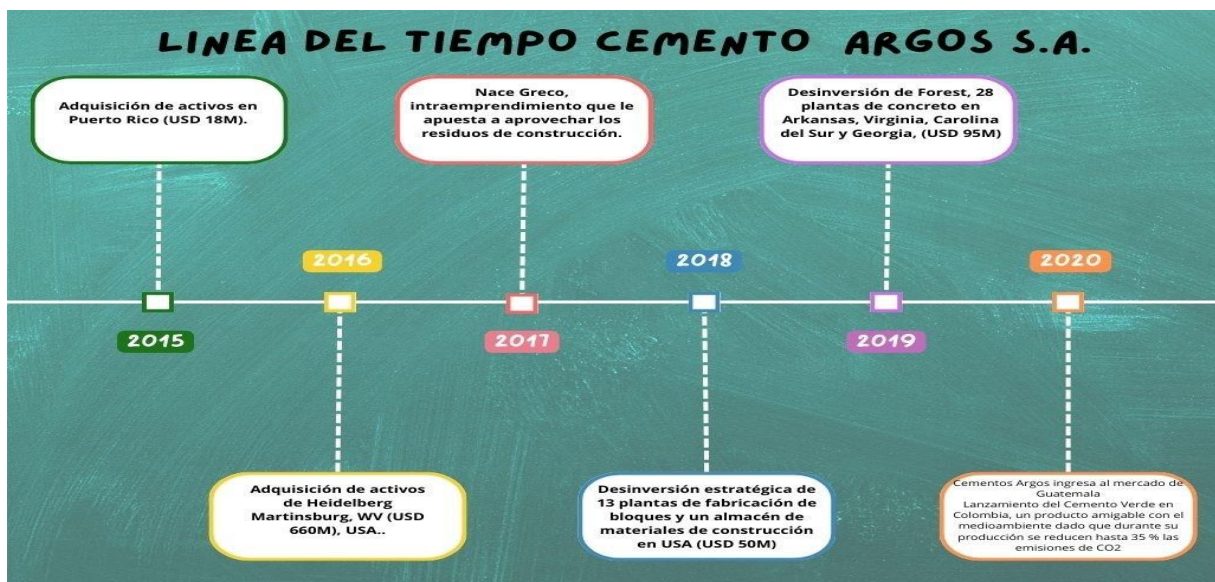 LINEA DEL TIEMPO CEMENTO ARGOS S.A.
Adquisición de activos en
Puerto Rico (USD 18M).
2015
2016
Adquisición de activos
de Heidelberg
Martinsburg, WV (USD
660M), USA..
Nace Greco,
intraemprendimiento que le
apuesta a aprovechar los
residuos de construcción.
2017
2018
Desinversión estratégica de
13 plantas de fabricación de
bloques y un almacén de
materiales de construcción
en USA (USD 50M)
Desinversión de Forest, 28
plantas de concreto en
Arkansas, Virginia, Carolina
del Sur y Georgia, (USD 95M)
2019
2020
Cementos Argos ingresa al mercado de
Guatemala
Lanzamiento del Cemento Verde en
Colombia, un producto amigable con el
medioambiente dado que durante su
producción se reducen hasta 35 % las
emisiones de CO2